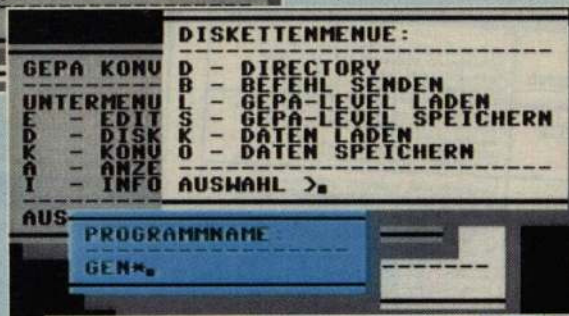 DISKETTENMENUE:
D - DIRECTORY
B - BEFEHL SENDEN
L - GEPA-LEVEL LADEN
S - GEPA-LEVEL SPEICHERN
K - DATEN LADEN
O - DATEN SPEICHERN
AUSWAHL >
GEPA KONV
UNTERMENU
E - EDIT
D - DISK
K - KONV
A - ANZE
I - INFO
AUS
PROGRAMMNAME:
GEN*